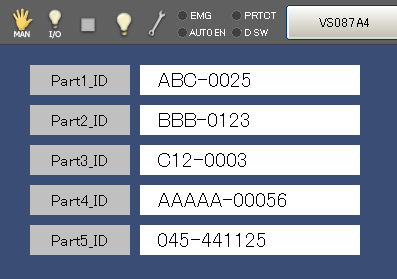 EMG PRTCT VS087A4
MAN I/O AUTO EN D SW
Part1_ID ABC-0025
Part2_ID BBB-0123
Part3_ID C12-0003
Part4_ID AAAAA-00056
Part5_ID 045-441125